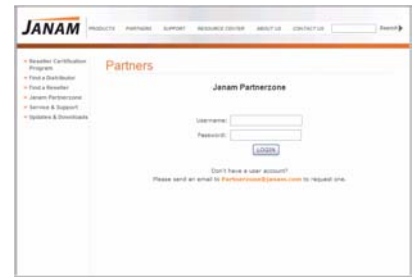 JANAM
PRODUCTS PARTNERS SUPPORT RESOURCE CENTER ABOUT US CONTACT US Search
Reseller Certification
Program
Find a Distributor
Find a Reseller
Janam Partnerzone
Service & Support
Updates & Downloads
Partners
Janam Partnerzone
Username:
Password:
LOGIN
Don't have a user account?
Please send an email to Partnerzone@janam.com to request one.